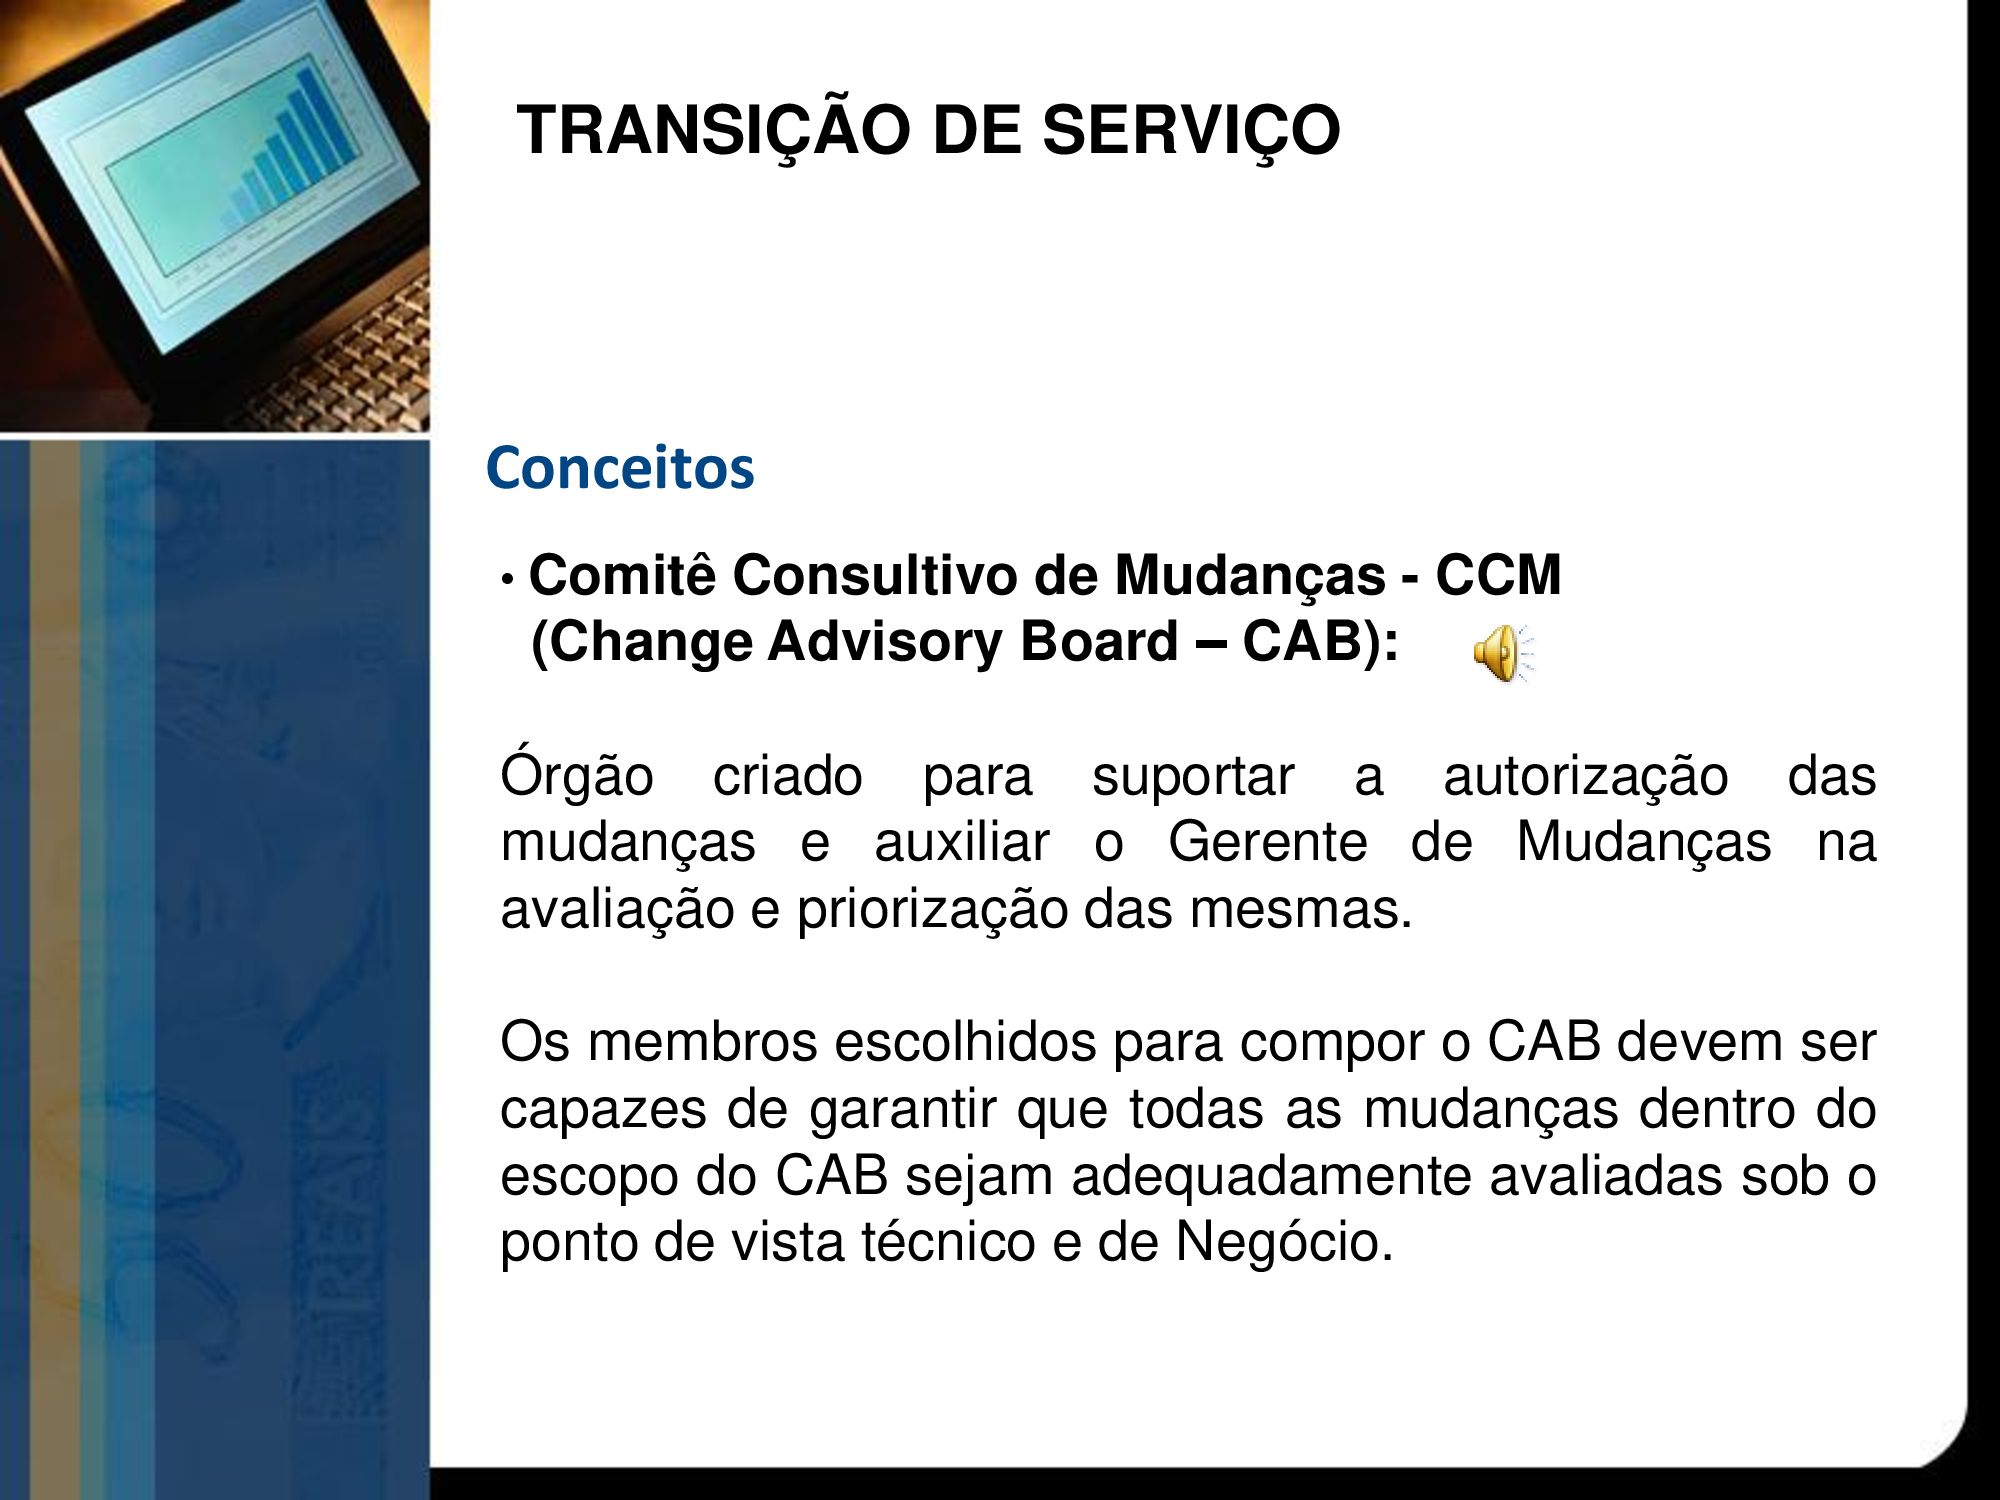 TRANSIÇÃO DE SERVIÇO
Conceitos
• Comitê Consultivo de Mudanças - CCM
(Change Advisory Board – CAB):
Órgão criado para suportar a autorização das
mudanças e auxiliar o Gerente de Mudanças na
avaliação e priorização das mesmas.
Os membros escolhidos para compor o CAB devem ser
capazes de garantir que todas as mudanças dentro do
escopo do CAB sejam adequadamente avaliadas sob o
ponto de vista técnico e de Negócio.
REAIS